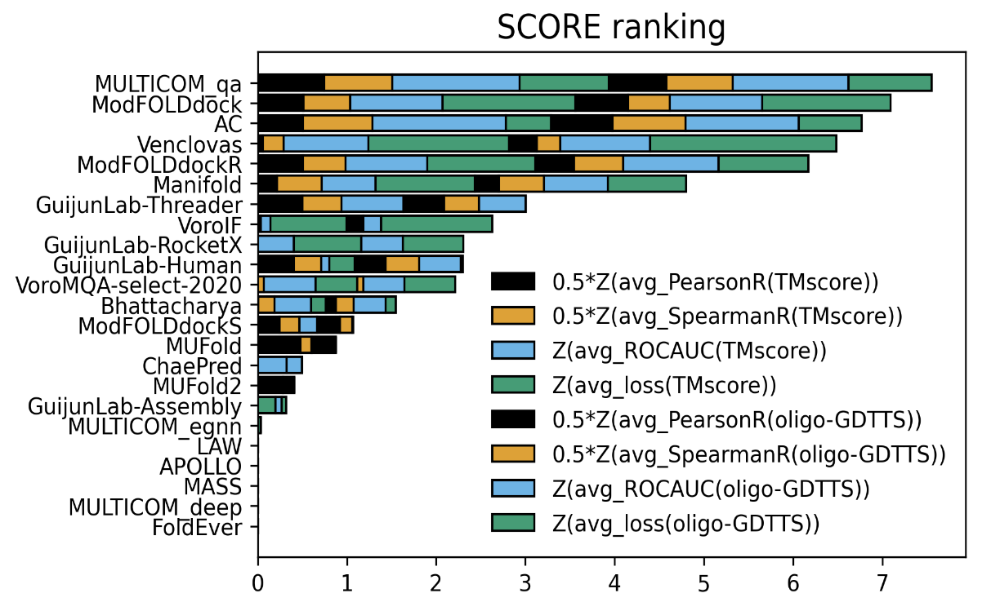 SCORE ranking
MULTICOM_qa
ModFOLDdock
AC
Venclovas
ModFOLDdockR
Manifold
GuijunLab-Threader
VoroIF
GuijunLab-RocketX
GuijunLab-Human
VoroMQA-select-2020
Bhattacharya
ModFOLDdockS
MUFold
ChaePred
MUFold2
GuijunLab-Assembly
MULTICOM_egnn
LAW
APOLLO
MASS
MULTICOM_deep
FoldEver
0.5*Z(avg_PearsonR(TMscore))
0.5*Z(avg_SpearmanR(TMscore))
Z(avg_ROCAUC(TMscore))
Z(avg_loss(TMscore))
0.5*Z(avg_PearsonR(oligo-GDTTS))
0.5*Z(avg_SpearmanR(oligo-GDTTS))
Z(avg_ROCAUC(oligo-GDTTS))
Z(avg_loss(oligo-GDTTS))
0 1 2 3 4 5 6 7